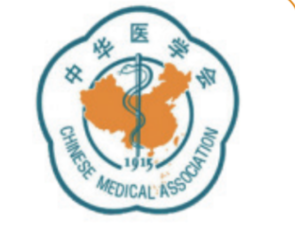 中华医学会
1915
CHINESE MEDICAL ASSOCIATION